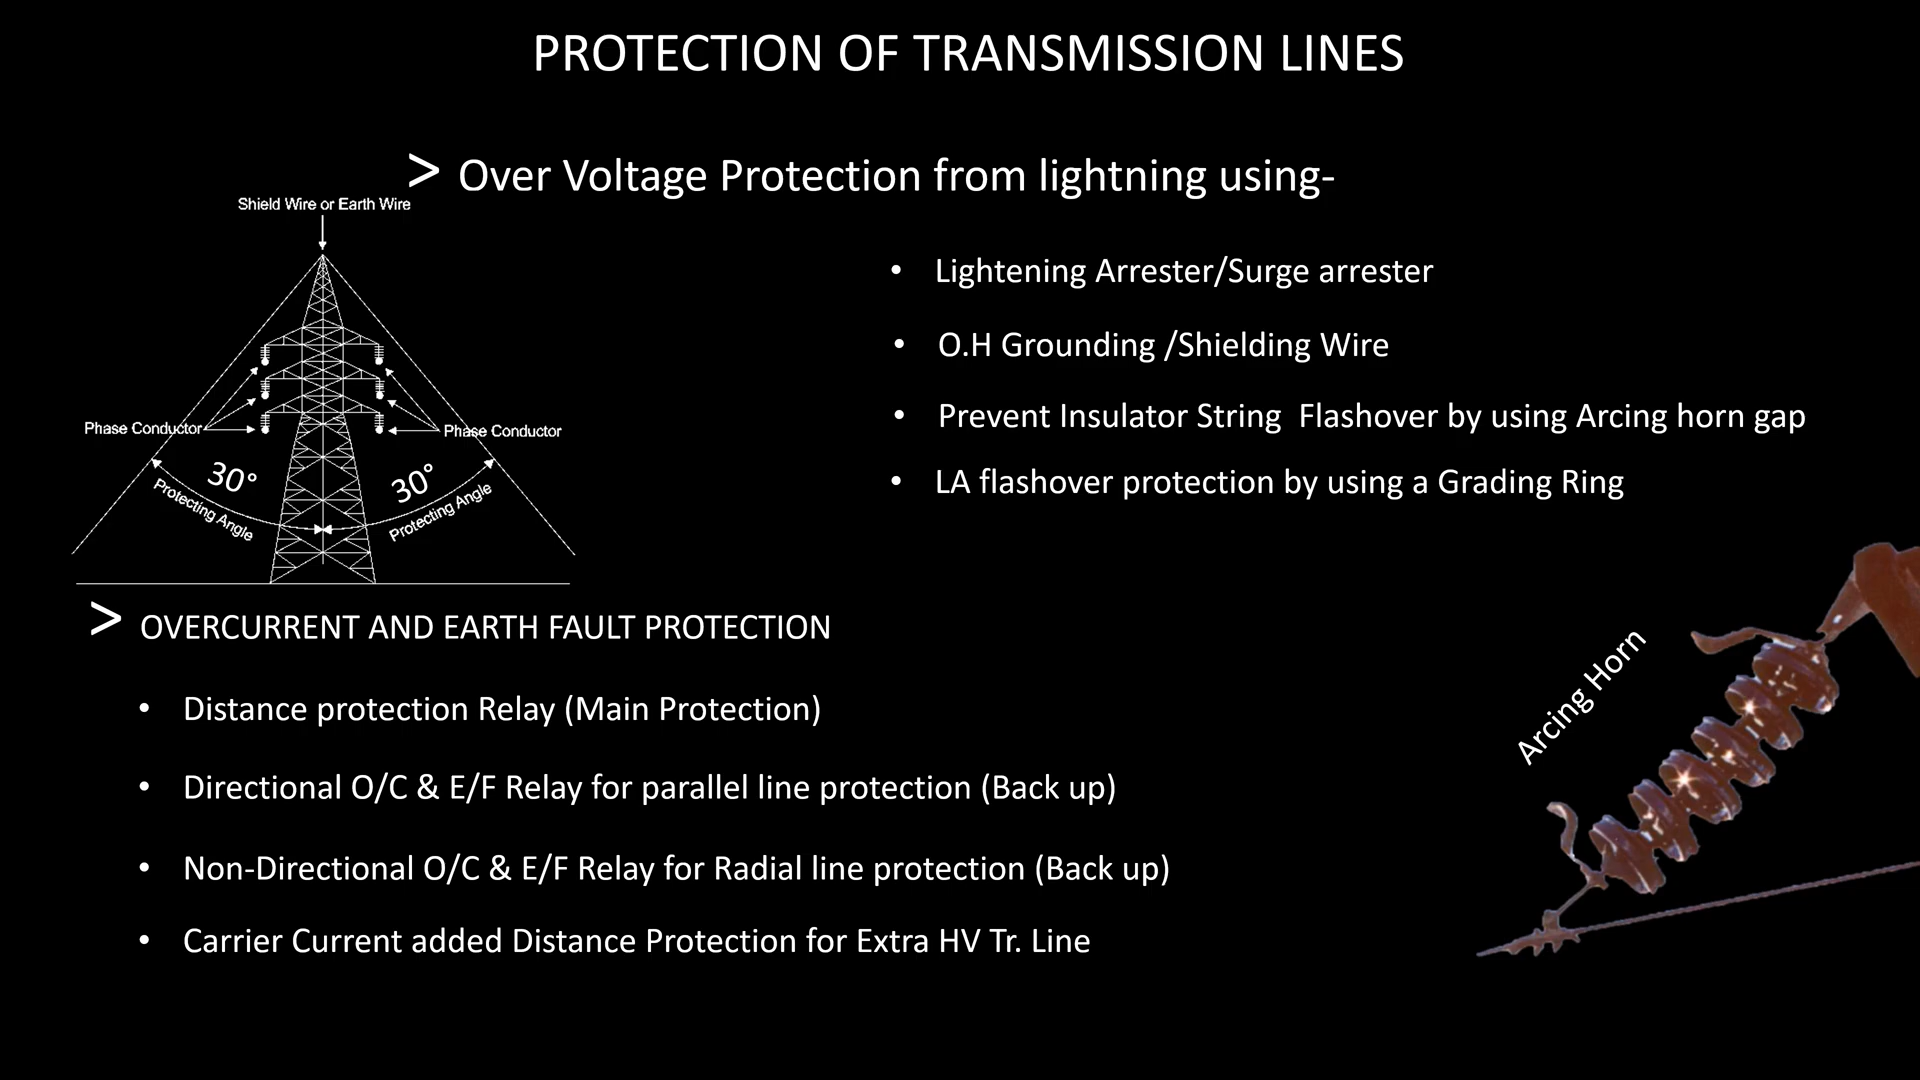 PROTECTION OF TRANSMISSION LINES
> Over Voltage Protection from lightning using-
Shield Wire or Earth Wire
• Lightening Arrester/Surge arrester
• O.H Grounding /Shielding Wire
• Prevent Insulator String  Flashover by using Arcing horn gap
• LA flashover protection by using a Grading Ring
Phase Conductor
Phase Conductor
30°
30°
Protecting Angle
Protecting Angle
> OVERCURRENT AND EARTH FAULT PROTECTION
• Distance protection Relay (Main Protection)
• Directional O/C & E/F Relay for parallel line protection (Back up)
• Non-Directional O/C & E/F Relay for Radial line protection (Back up)
• Carrier Current added Distance Protection for Extra HV Tr. Line
Arcing Horn